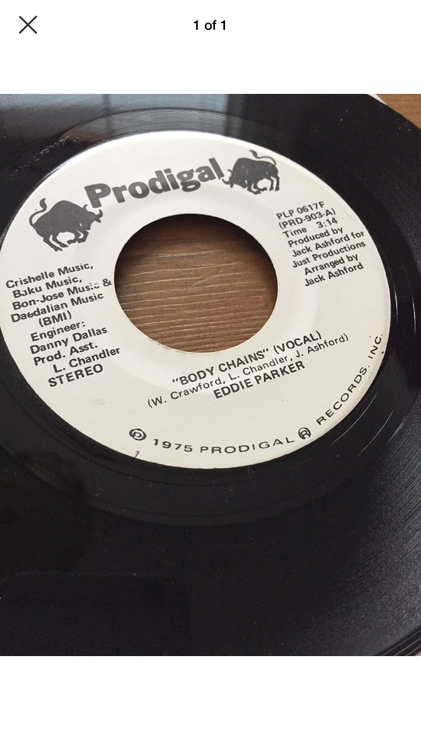 1 of 1
Prodigal
PLP 0617F
(PRD-903-A)
Time 3:14
Produced by
Jack Ashford for
Just Productions
Arranged by
Jack Ashford
Crishelle Music,
Baku Music,
Bon-Jose Music &
Daedalian Music
(BMI)
Engineer:
Danny Dallas
Prod. Asst.
L. Chandler
STEREO
"BODY CHAINS" (VOCAL)
(W. Crawford, L. Chandler, J. Ashford)
EDDIE PARKER
Ⓟ 1975 PRODIGAL ® RECORDS, INC.